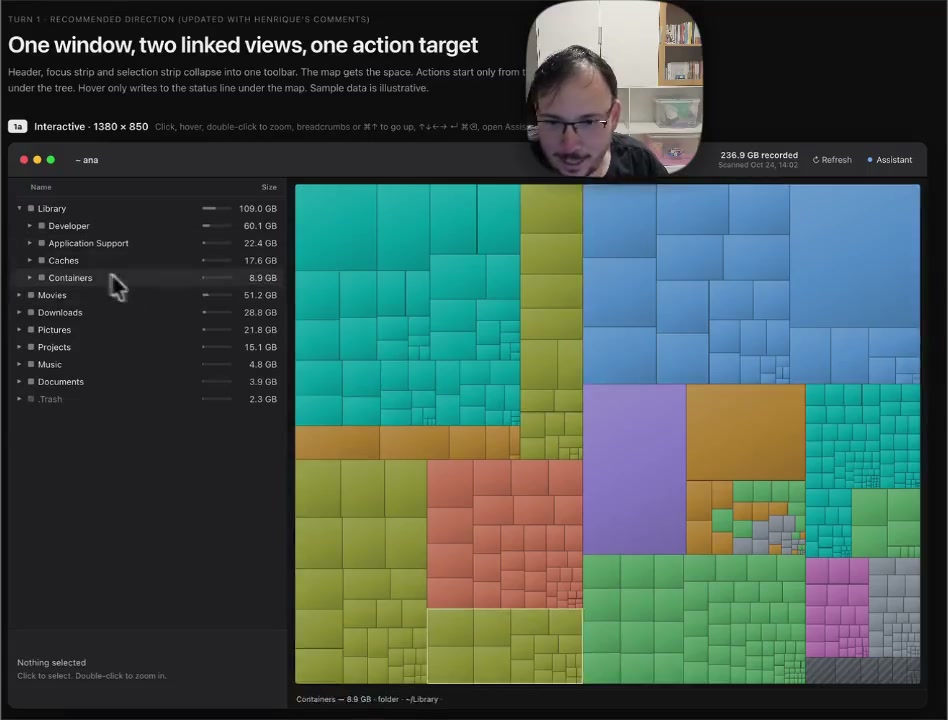 TURN 1 · RECOMMENDED DIRECTION (UPDATED WITH HENRIQUE'S COMMENTS)
One window, two linked views, one action target
Header, focus strip and selection strip collapse into one toolbar. The map gets the space. Actions start only from
under the tree. Hover only writes to the status line under the map. Sample data is illustrative.
1a Interactive · 1380 × 850 Click, hover, double-click to zoom, breadcrumbs or ⌘↑ to go up, ↑↓←→ ↵ ⌘⌫, open
~ ana
236.9 GB recorded
Scanned Oct 24, 14:02
Refresh
Assistant
Name Size
Library 109.0 GB
Developer 60.1 GB
Application Support 22.4 GB
Caches 17.6 GB
Containers 8.9 GB
Movies 51.2 GB
Downloads 28.8 GB
Pictures 21.8 GB
Projects 15.1 GB
Music 4.8 GB
Documents 3.9 GB
.Trash 2.3 GB
Nothing selected
Click to select. Double-click to zoom in.
Containers — 8.9 GB · folder · ~/Library